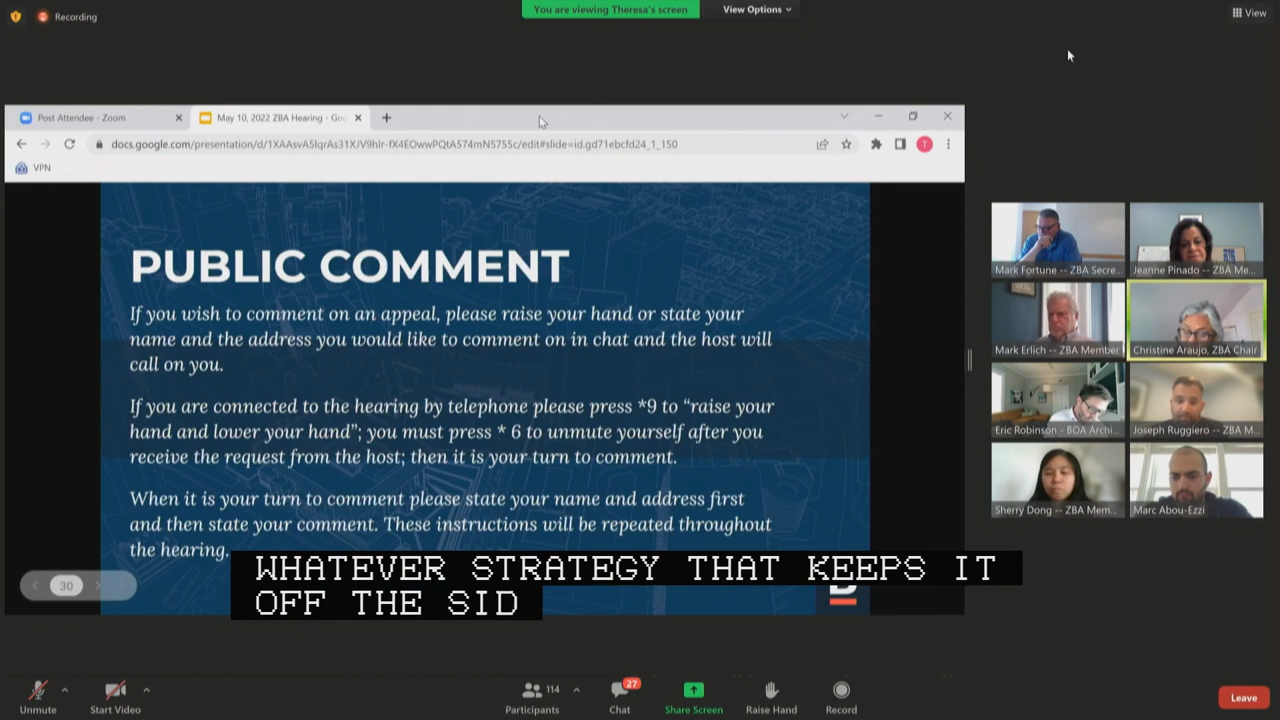 Recording
You are viewing Theresa's screen
View Options
View
Post Attendee - Zoom
May 10, 2022 ZBA Hearing - Goo
docs.google.com/presentation/d/
VPN
PUBLIC COMMENT
If you wish to comment on an appeal, please raise your hand or state your
name and the address you would like to comment on in chat and the host will
call on you.
If you are connected to the hearing by telephone please press *9 to “raise your
hand and lower your hand”; you must press * 6 to unmute yourself after you
receive the request from the host; then it is your turn to comment.
When it is your turn to comment please state your name and address first
and then state your comment. These instructions will be repeated throughout
the hearing.
30
WHATEVER STRATEGY THAT KEEPS IT
OFF THE SID
Mark Fortune -- ZBA Secre...
Jeanne Pinado -- ZBA Me...
Mark Erlich -- ZBA Member
Christine Araujo, ZBA Chair
Eric Robinson - BOA Archi...
Joseph Ruggiero -- ZBA M...
Sherry Dong -- ZBA Mem...
Marc Abou-Ezzi
Unmute
Start Video
114
Participants
27
Chat
Share Screen
Raise Hand
Record
Leave